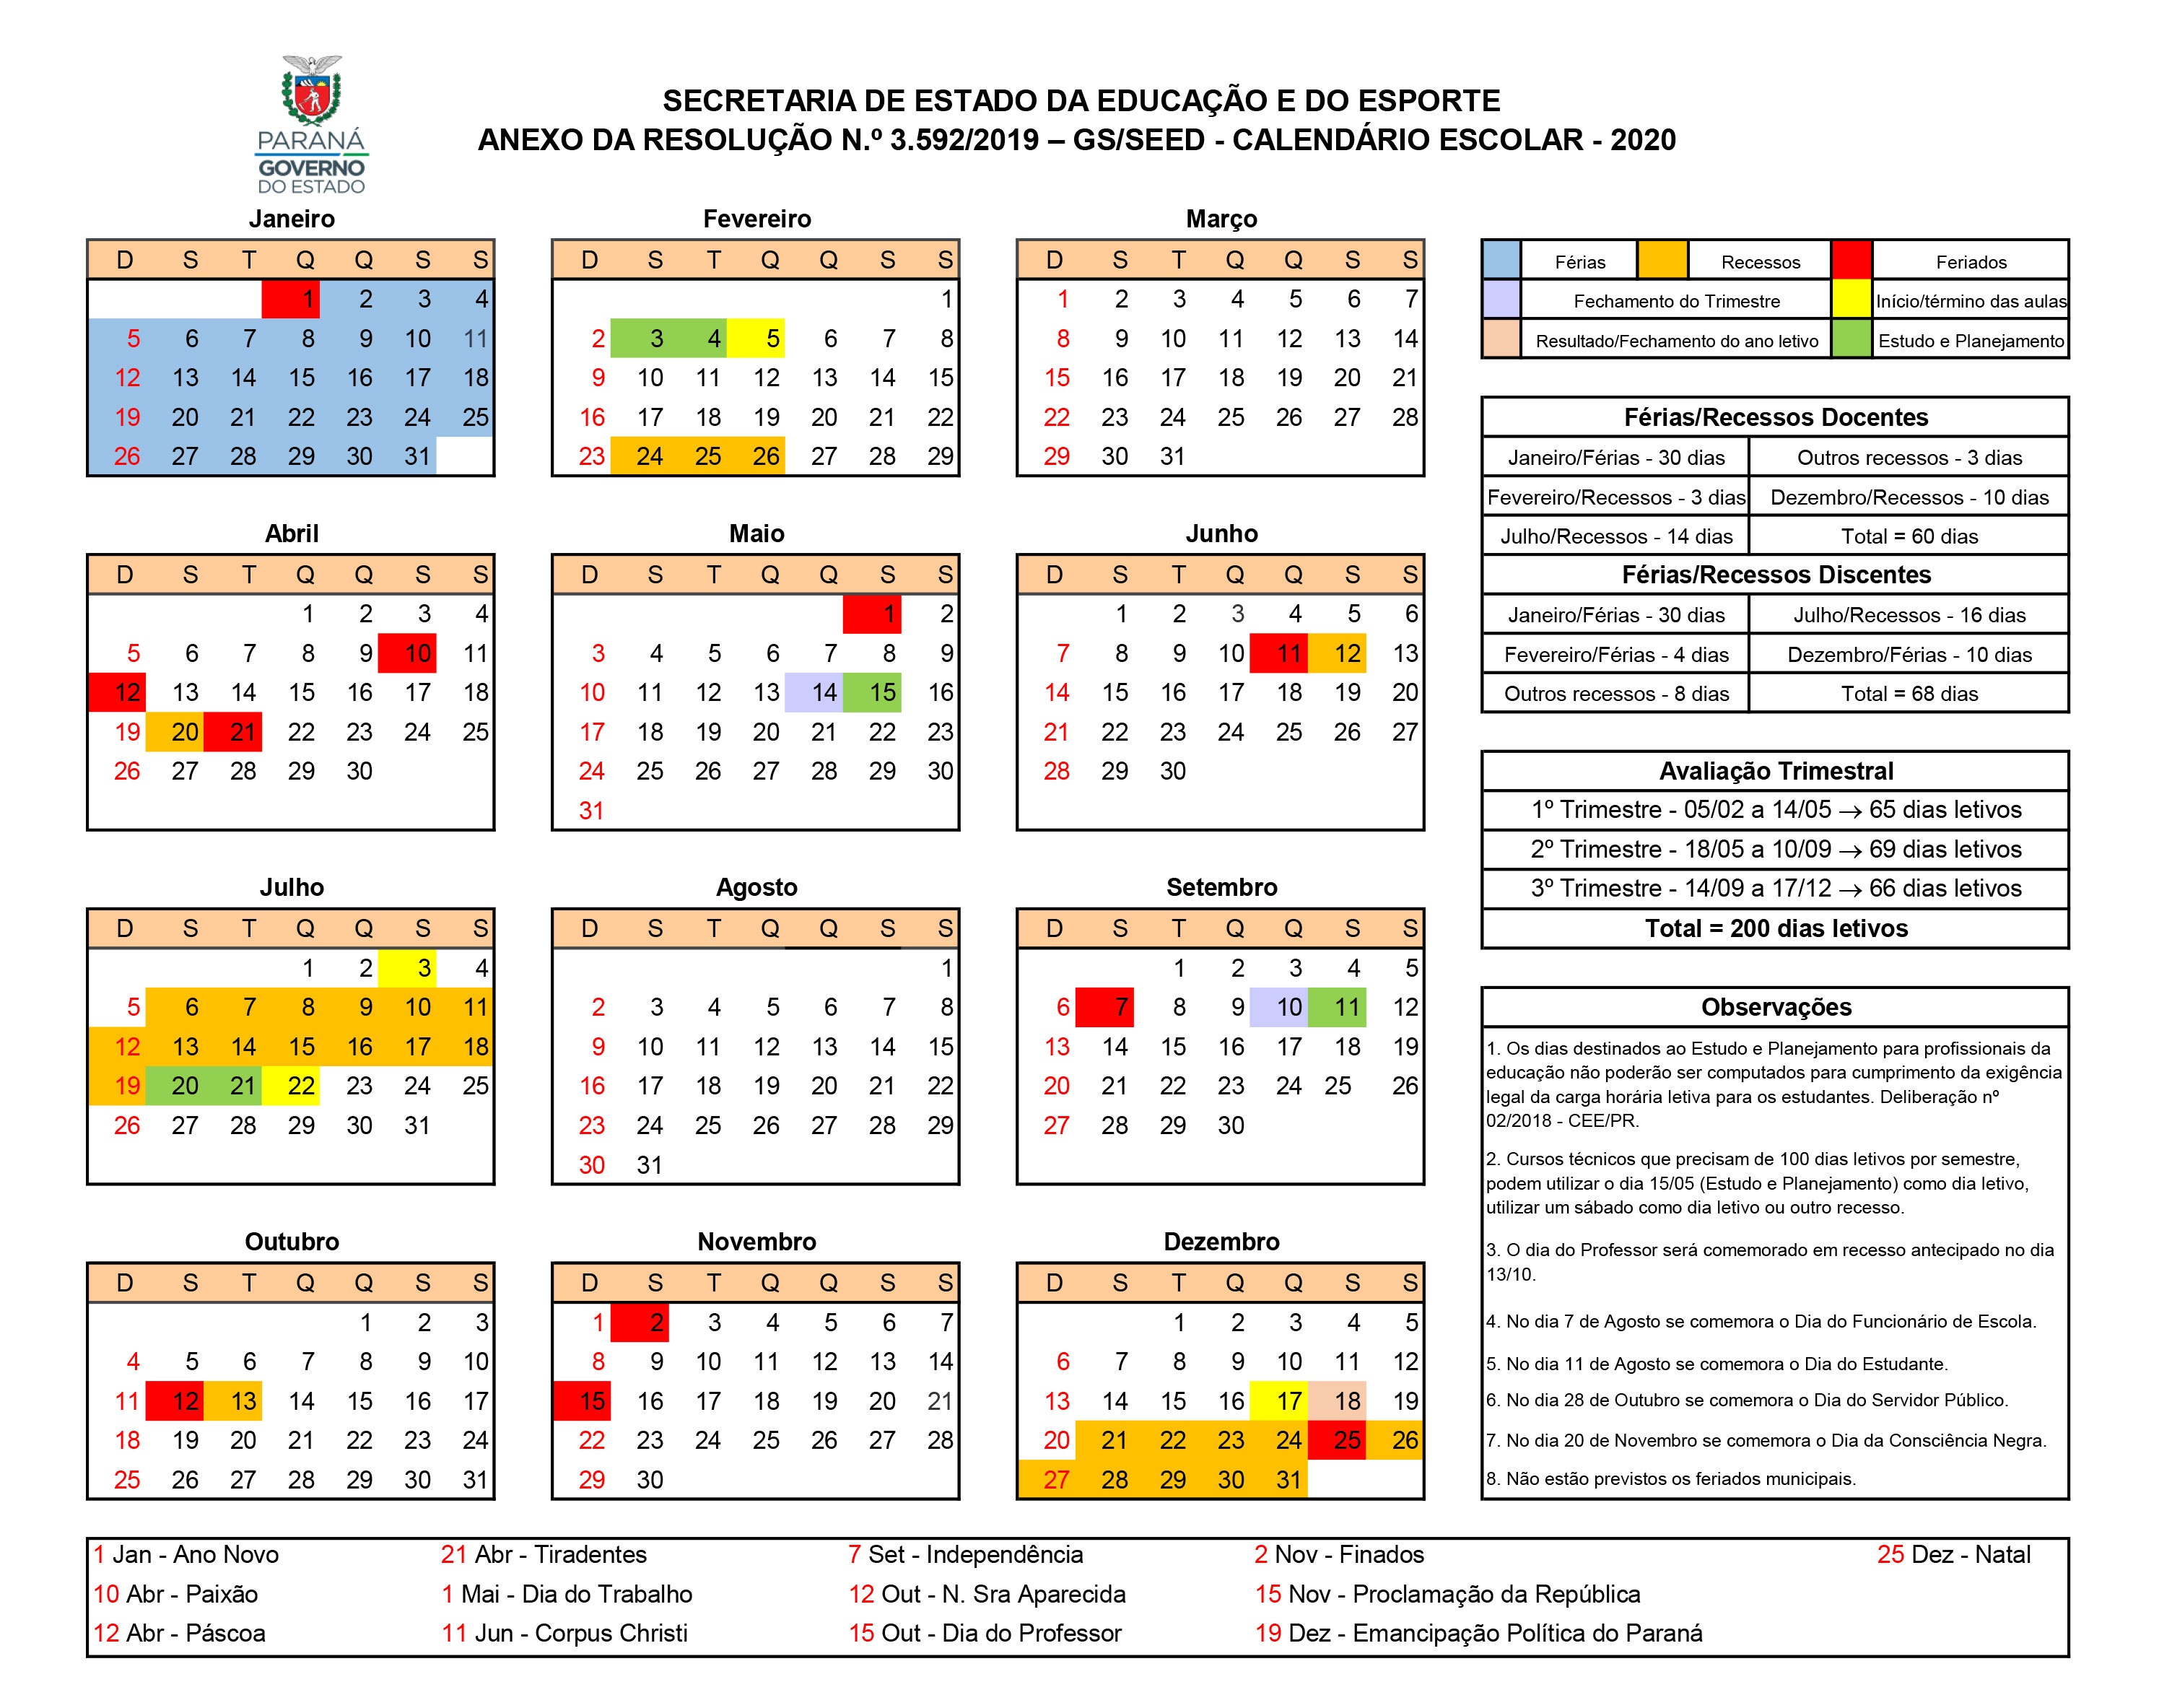 PARANÁ
GOVERNO
DO ESTADO
SECRETARIA DE ESTADO DA EDUCAÇÃO E DO ESPORTE
ANEXO DA RESOLUÇÃO N.º 3.592/2019 – GS/SEED - CALENDÁRIO ESCOLAR - 2020
Janeiro
D S T Q Q S S
1 2 3 4
5 6 7 8 9 10 11
12 13 14 15 16 17 18
19 20 21 22 23 24 25
26 27 28 29 30 31
Fevereiro
D S T Q Q S S
1
2 3 4 5 6 7 8
9 10 11 12 13 14 15
16 17 18 19 20 21 22
23 24 25 26 27 28 29
Março
D S T Q Q S S
1 2 3 4 5 6 7
8 9 10 11 12 13 14
15 16 17 18 19 20 21
22 23 24 25 26 27 28
29 30 31
Férias Recessos Feriados
Fechamento do Trimestre Início/término das aulas
Resultado/Fechamento do ano letivo Estudo e Planejamento
Férias/Recessos Docentes
Janeiro/Férias - 30 dias Outros recessos - 3 dias
Fevereiro/Recessos - 3 dias Dezembro/Recessos - 10 dias
Julho/Recessos - 14 dias Total = 60 dias
Férias/Recessos Discentes
Janeiro/Férias - 30 dias Julho/Recessos - 16 dias
Fevereiro/Férias - 4 dias Dezembro/Férias - 10 dias
Outros recessos - 8 dias Total = 68 dias
Abril
D S T Q Q S S
1 2 3 4
5 6 7 8 9 10 11
12 13 14 15 16 17 18
19 20 21 22 23 24 25
26 27 28 29 30
Maio
D S T Q Q S S
1 2
3 4 5 6 7 8 9
10 11 12 13 14 15 16
17 18 19 20 21 22 23
24 25 26 27 28 29 30
31
Junho
D S T Q Q S S
1 2 3 4 5 6
7 8 9 10 11 12 13
14 15 16 17 18 19 20
21 22 23 24 25 26 27
28 29 30
Avaliação Trimestral
1º Trimestre - 05/02 a 14/05 → 65 dias letivos
2º Trimestre - 18/05 a 10/09 → 69 dias letivos
3º Trimestre - 14/09 a 17/12 → 66 dias letivos
Total = 200 dias letivos
Julho
D S T Q Q S S
1 2 3 4
5 6 7 8 9 10 11
12 13 14 15 16 17 18
19 20 21 22 23 24 25
26 27 28 29 30 31
Agosto
D S T Q Q S S
1
2 3 4 5 6 7 8
9 10 11 12 13 14 15
16 17 18 19 20 21 22
23 24 25 26 27 28 29
30 31
Setembro
D S T Q Q S S
1 2 3 4 5
6 7 8 9 10 11 12
13 14 15 16 17 18 19
20 21 22 23 24 25 26
27 28 29 30
Outubro
D S T Q Q S S
1 2 3
4 5 6 7 8 9 10
11 12 13 14 15 16 17
18 19 20 21 22 23 24
25 26 27 28 29 30 31
Novembro
D S T Q Q S S
1 2 3 4 5 6 7
8 9 10 11 12 13 14
15 16 17 18 19 20 21
22 23 24 25 26 27 28
29 30
Dezembro
D S T Q Q S S
1 2 3 4 5
6 7 8 9 10 11 12
13 14 15 16 17 18 19
20 21 22 23 24 25 26
27 28 29 30 31
Observações
1. Os dias destinados ao Estudo e Planejamento para profissionais da
educação não poderão ser computados para cumprimento da exigência
legal da carga horária letiva para os estudantes. Deliberação nº
02/2018 - CEE/PR.
2. Cursos técnicos que precisam de 100 dias letivos por semestre,
podem utilizar o dia 15/05 (Estudo e Planejamento) como dia letivo,
utilizar um sábado como dia letivo ou outro recesso.
3. O dia do Professor será comemorado em recesso antecipado no dia
13/10.
4. No dia 7 de Agosto se comemora o Dia do Funcionário de Escola.
5. No dia 11 de Agosto se comemora o Dia do Estudante.
6. No dia 28 de Outubro se comemora o Dia do Servidor Público.
7. No dia 20 de Novembro se comemora o Dia da Consciência Negra.
8. Não estão previstos os feriados municipais.
1 Jan - Ano Novo 21 Abr - Tiradentes 7 Set - Independência 2 Nov - Finados 25 Dez - Natal
10 Abr - Paixão 1 Mai - Dia do Trabalho 12 Out - N. Sra Aparecida 15 Nov - Proclamação da República
12 Abr - Páscoa 11 Jun - Corpus Christi 15 Out - Dia do Professor 19 Dez - Emancipação Política do Paraná